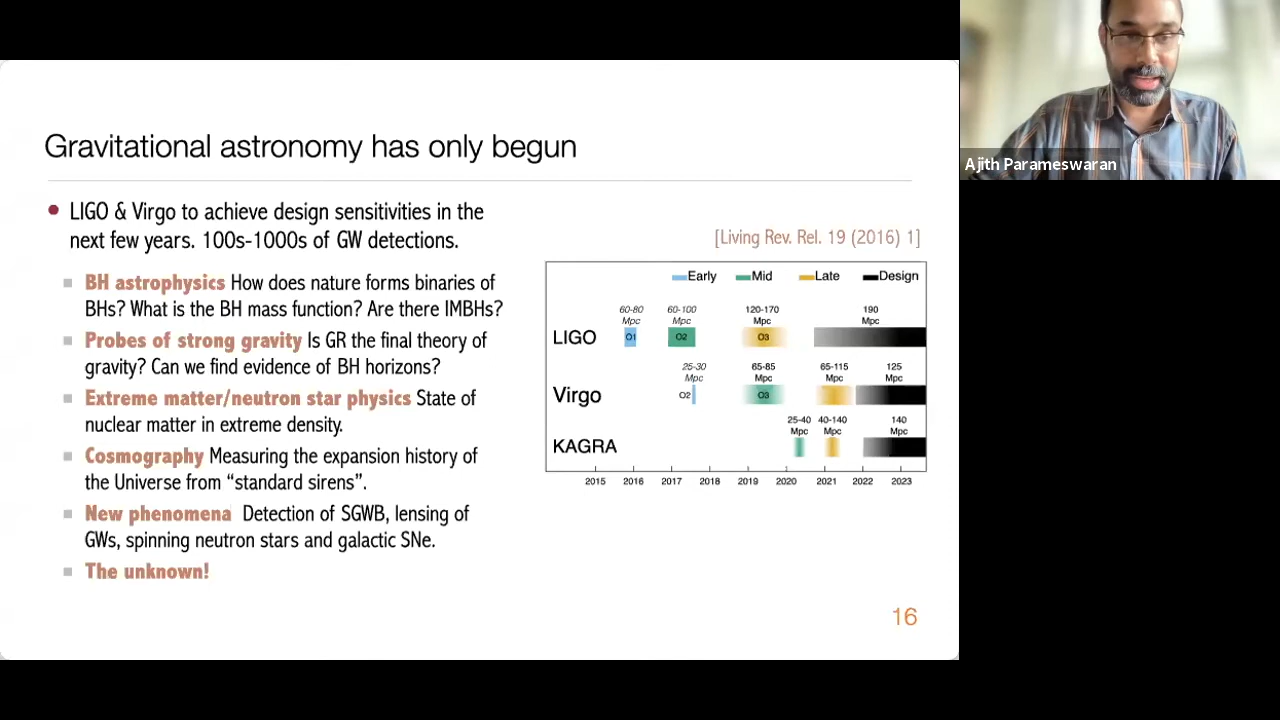 Gravitational astronomy has only begun
LIGO & Virgo to achieve design sensitivities in the
next few years. 100s-1000s of GW detections.
BH astrophysics How does nature forms binaries of
BHs? What is the BH mass function? Are there IMBHs?
Probes of strong gravity Is GR the final theory of
gravity? Can we find evidence of BH horizons?
Extreme matter/neutron star physics State of
nuclear matter in extreme density.
Cosmography Measuring the expansion history of
the Universe from “standard sirens”.
New phenomena Detection of SGWB, lensing of
GWs, spinning neutron stars and galactic SNe.
The unknown!
[Living Rev. Rel. 19 (2016) 1]
Early Mid Late Design
60-80 60-100 120-170 190
Mpc Mpc Mpc Mpc
LIGO O1 O2 O3
25-30 65-85 65-115 125
Mpc Mpc Mpc Mpc
Virgo O2 O3
25-40 40-140 140
Mpc Mpc Mpc
KAGRA
2015 2016 2017 2018 2019 2020 2021 2022 2023
16
Ajith Parameswaran